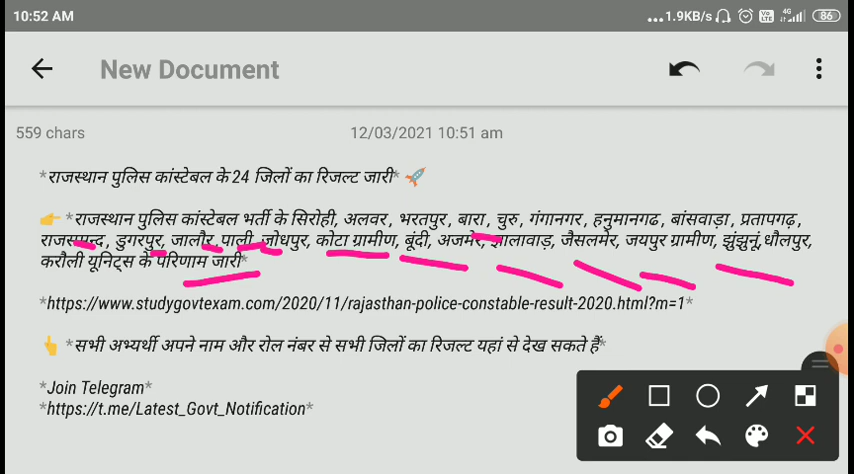 10:52 AM
...1.9KB/s 4G 86
New Document
559 chars 12/03/2021 10:51 am
*राजस्थान पुलिस कांस्टेबल के 24 जिलों का रिजल्ट जारी* 🚀
👉 *राजस्थान पुलिस कांस्टेबल भर्ती के सिरोही, अलवर, भरतपुर, बारा, चुरु, गंगानगर, हनुमानगढ, बांसवाड़ा, प्रतापगढ़,
राजसमन्द, डुगरपुर, जालौर, पाली, जोधपुर, कोटा ग्रामीण, बूंदी, अजमेर, झालावाड़, जैसलमेर, जयपुर ग्रामीण, झुंझुनूं,धौलपुर,
करौली यूनिट्स के परिणाम जारी*
*https://www.studygovtexam.com/2020/11/rajasthan-police-constable-result-2020.html?m=1*
👆 *सभी अभ्यर्थी अपने नाम और रोल नंबर से सभी जिलों का रिजल्ट यहां से देख सकते हैं*
*Join Telegram*
*https://t.me/Latest_Govt_Notification*